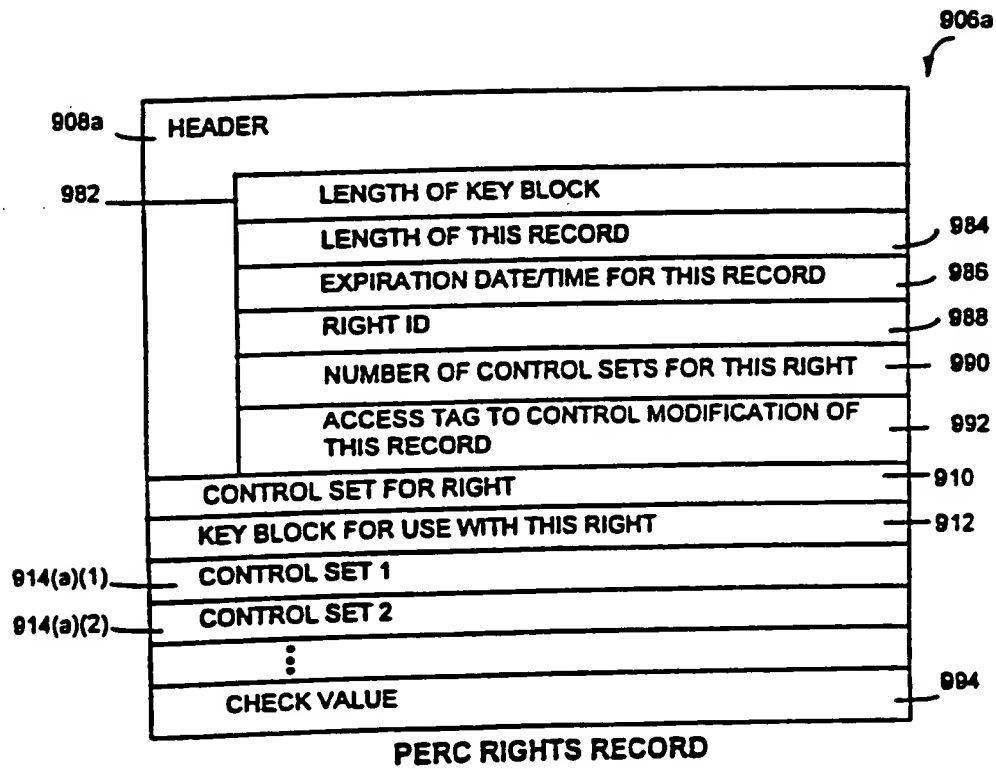 906a
908a HEADER
982 LENGTH OF KEY BLOCK
LENGTH OF THIS RECORD 984
EXPIRATION DATE/TIME FOR THIS RECORD 986
RIGHT ID 988
NUMBER OF CONTROL SETS FOR THIS RIGHT 990
ACCESS TAG TO CONTROL MODIFICATION OF
THIS RECORD 992
CONTROL SET FOR RIGHT 910
KEY BLOCK FOR USE WITH THIS RIGHT 912
914(a)(1) CONTROL SET 1
914(a)(2) CONTROL SET 2
CHECK VALUE 994
PERC RIGHTS RECORD